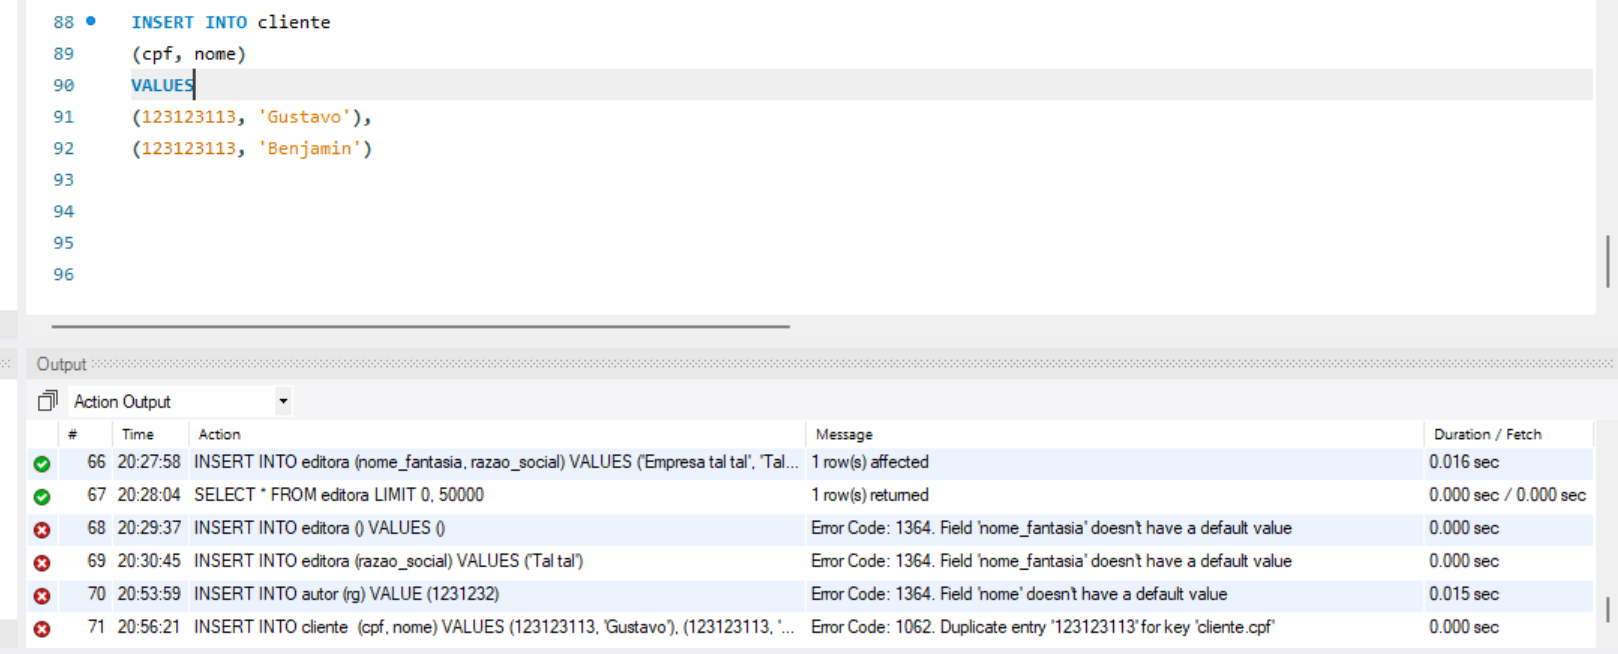 88 INSERT INTO cliente
89 (cpf, nome)
90 VALUES
91 (123123113, 'Gustavo'),
92 (123123113, 'Benjamin')
93
94
95
96
Output
Action Output
# Time Action Message Duration / Fetch
66 20:27:58 INSERT INTO editora (nome_fantasia, razao_social) VALUES ('Empresa tal tal', 'Tal... 1 row(s) affected 0.016 sec
67 20:28:04 SELECT * FROM editora LIMIT 0, 50000 1 row(s) returned 0.000 sec / 0.000 sec
68 20:29:37 INSERT INTO editora () VALUES () Error Code: 1364. Field 'nome_fantasia' doesn't have a default value 0.000 sec
69 20:30:45 INSERT INTO editora (razao_social) VALUES ('Tal tal') Error Code: 1364. Field 'nome_fantasia' doesn't have a default value 0.000 sec
70 20:53:59 INSERT INTO autor (rg) VALUE (1231232) Error Code: 1364. Field 'nome' doesn't have a default value 0.015 sec
71 20:56:21 INSERT INTO cliente (cpf, nome) VALUES (123123113, 'Gustavo'), (123123113, '... Error Code: 1062. Duplicate entry '123123113' for key 'cliente.cpf' 0.000 sec